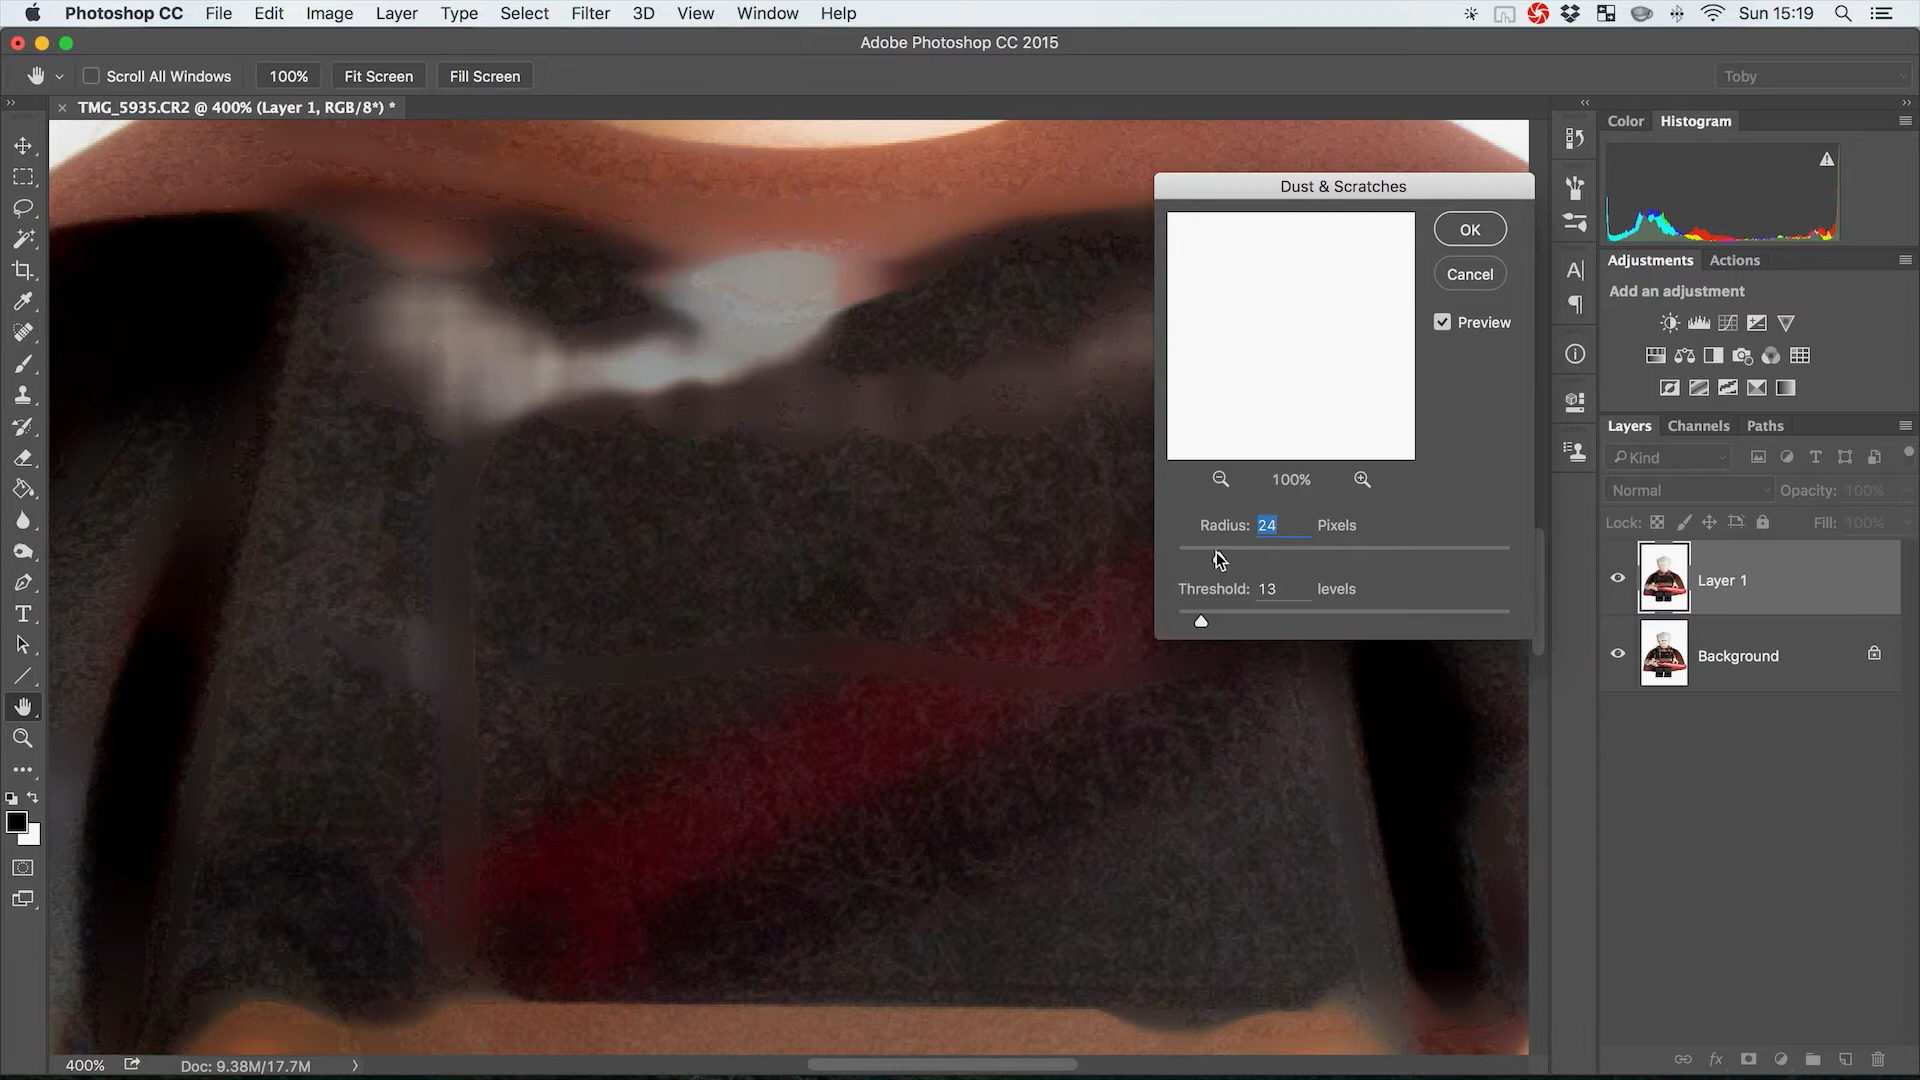 Photoshop CC File Edit Image Layer Type Select Filter 3D View Window Help Sun 15:19
Adobe Photoshop CC 2015
Scroll All Windows 100% Fit Screen Fill Screen Toby
TMG_5935.CR2 @ 400% (Layer 1, RGB/8*) *
Color Histogram
Dust & Scratches
OK
Cancel
Preview
100%
Radius: 24 Pixels
Threshold: 13 levels
Adjustments Actions
Add an adjustment
Layers Channels Paths
Kind
Normal Opacity: 100%
Lock: Fill: 100%
Layer 1
Background
400% Doc: 9.38M/17.7M